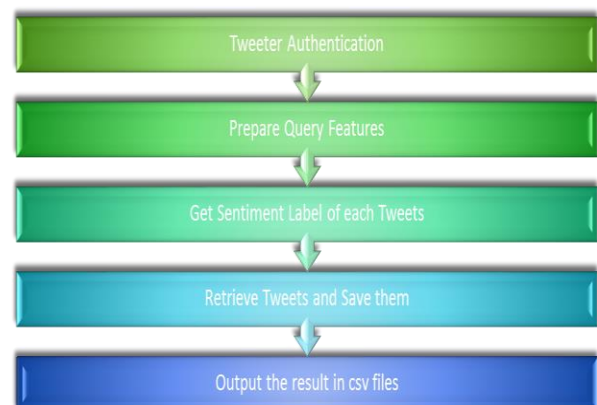 Tweeter Authentication
Prepare Query Features
Get Sentiment Label of each Tweets
Retrieve Tweets and Save them
Output the result in csv files